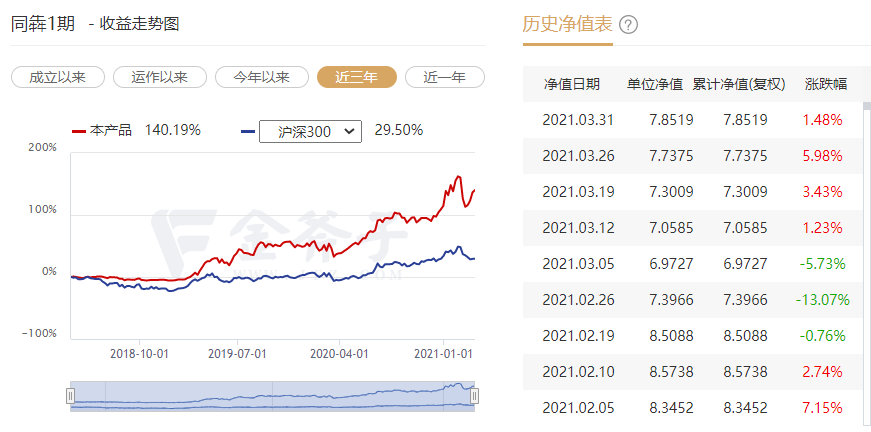 同犇1期 - 收益走势图
成立以来 运作以来 今年以来 近三年 近一年
本产品 140.19% 沪深300 29.50%
200%
100%
0%
-100%
金斧子
2018-10-01 2019-07-01 2020-04-01 2021-01-01
历史净值表 ?
净值日期 单位净值 累计净值(复权) 涨跌幅
2021.03.31 7.8519 7.8519 1.48%
2021.03.26 7.7375 7.7375 5.98%
2021.03.19 7.3009 7.3009 3.43%
2021.03.12 7.0585 7.0585 1.23%
2021.03.05 6.9727 6.9727 -5.73%
2021.02.26 7.3966 7.3966 -13.07%
2021.02.19 8.5088 8.5088 -0.76%
2021.02.10 8.5738 8.5738 2.74%
2021.02.05 8.3452 8.3452 7.15%